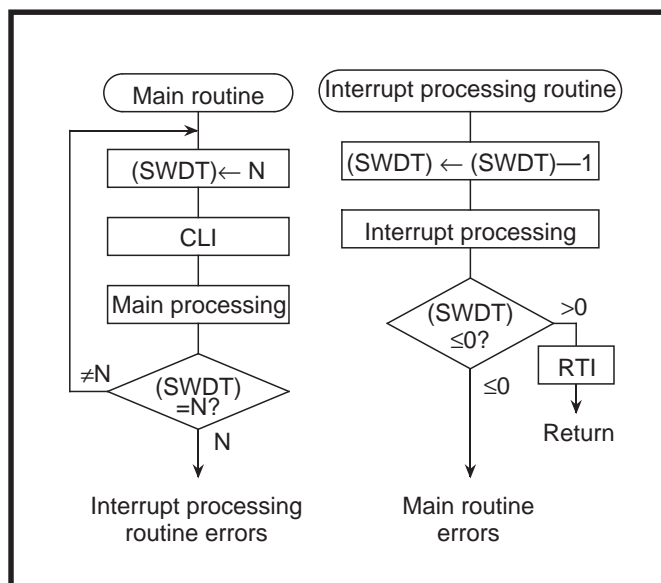 Main routine
(SWDT)← N
CLI
Main processing
≠N
(SWDT)
=N?
N
Interrupt processing
routine errors
Interrupt processing routine
(SWDT) ← (SWDT)—1
Interrupt processing
(SWDT)
≤0?
>0
RTI
≤0
Return
Main routine
errors